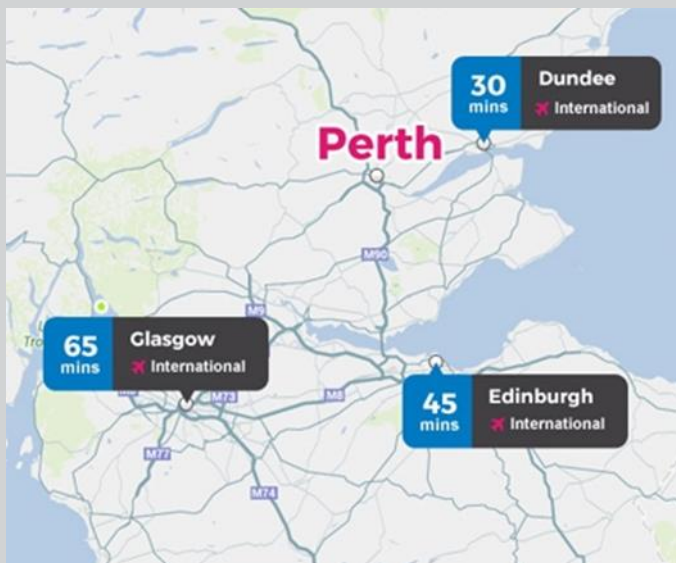 30
mins
Dundee
International
Perth
M90
M9
65
mins
Glasgow
International
M73
M8
45
mins
Edinburgh
International
M77
M74